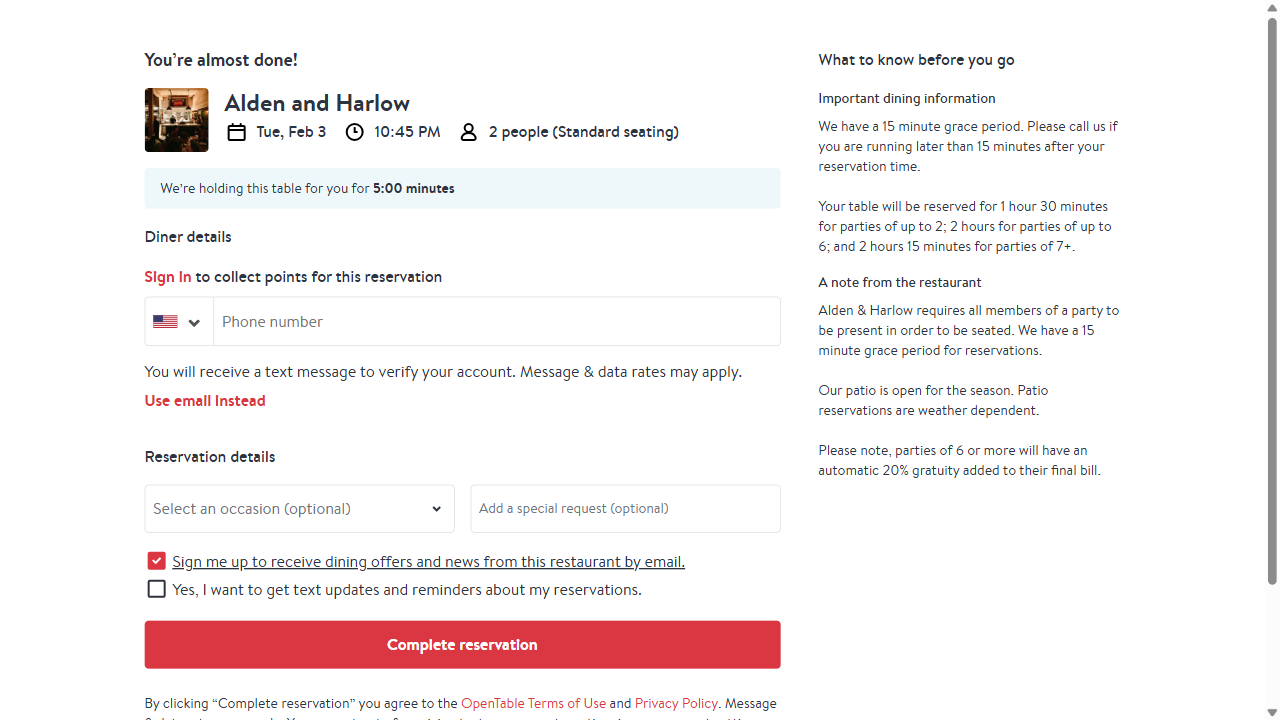 You're almost done!
Alden and Harlow
Tue, Feb 3 10:45 PM 2 people (Standard seating)
We're holding this table for you for 5:00 minutes
Diner details
Sign In to collect points for this reservation
Phone number
You will receive a text message to verify your account. Message & data rates may apply.
Use email Instead
Reservation details
Select an occasion (optional)
Add a special request (optional)
Sign me up to receive dining offers and news from this restaurant by email.
Yes, I want to get text updates and reminders about my reservations.
Complete reservation
By clicking “Complete reservation” you agree to the OpenTable Terms of Use and Privacy Policy. Message
What to know before you go
Important dining information
We have a 15 minute grace period. Please call us if
you are running later than 15 minutes after your
reservation time.
Your table will be reserved for 1 hour 30 minutes
for parties of up to 2; 2 hours for parties of up to
6; and 2 hours 15 minutes for parties of 7+.
A note from the restaurant
Alden & Harlow requires all members of a party to
be present in order to be seated. We have a 15
minute grace period for reservations.
Our patio is open for the season. Patio
reservations are weather dependent.
Please note, parties of 6 or more will have an
automatic 20% gratuity added to their final bill.